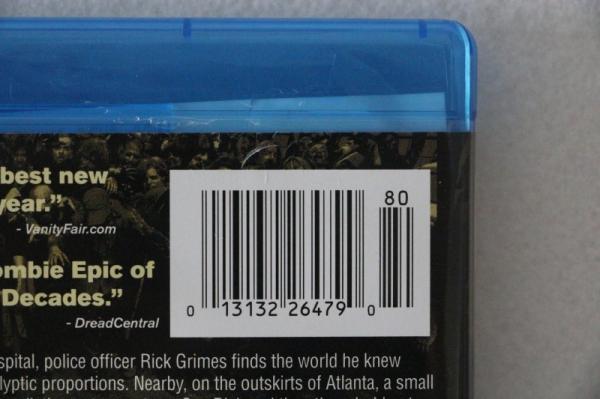 best new
year.”
- VanityFair.com
ombie Epic of
Decades.”
- DreadCentral
80
0 13132 26479 0
spital, police officer Rick Grimes finds the world he knew
lyptic proportions. Nearby, on the outskirts of Atlanta, a small